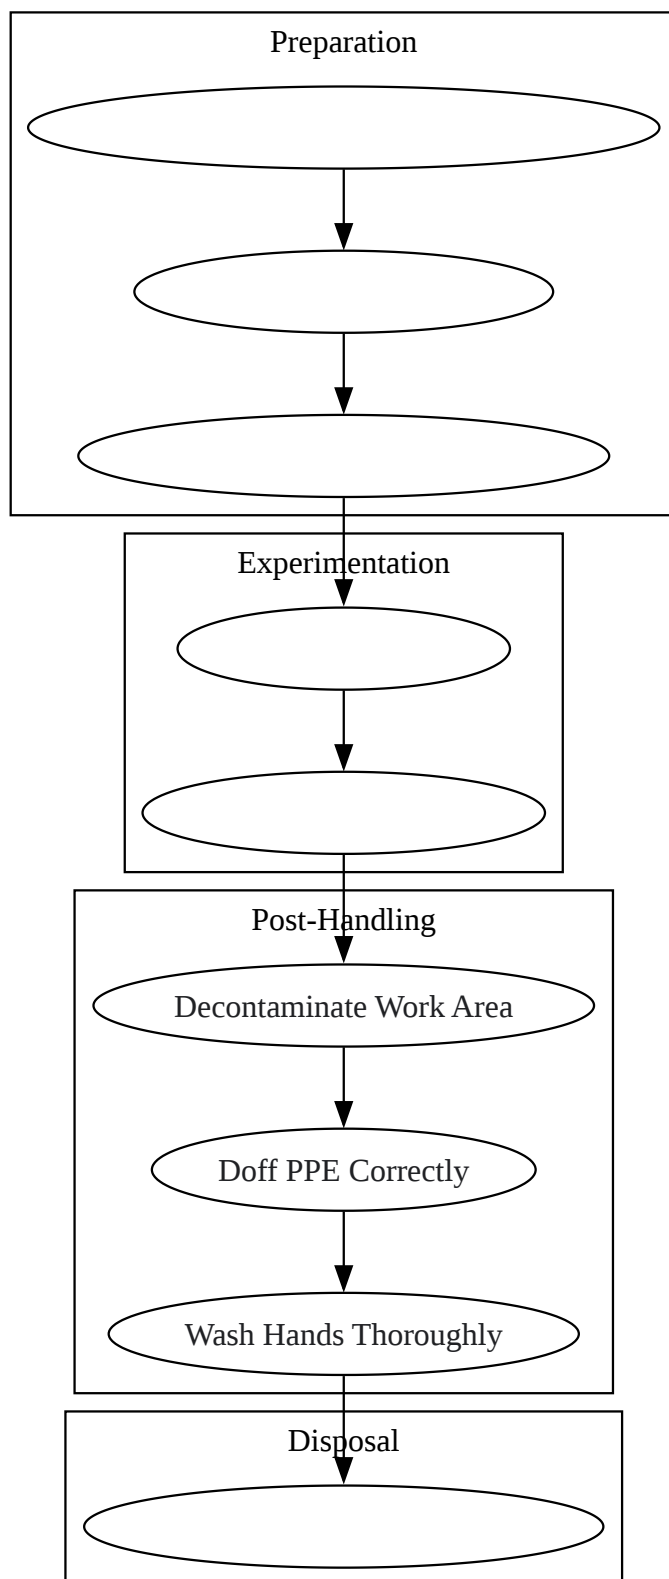 Preparation
Experimentation
Post-Handling
Decontaminate Work Area
Doff PPE Correctly
Wash Hands Thoroughly
Disposal